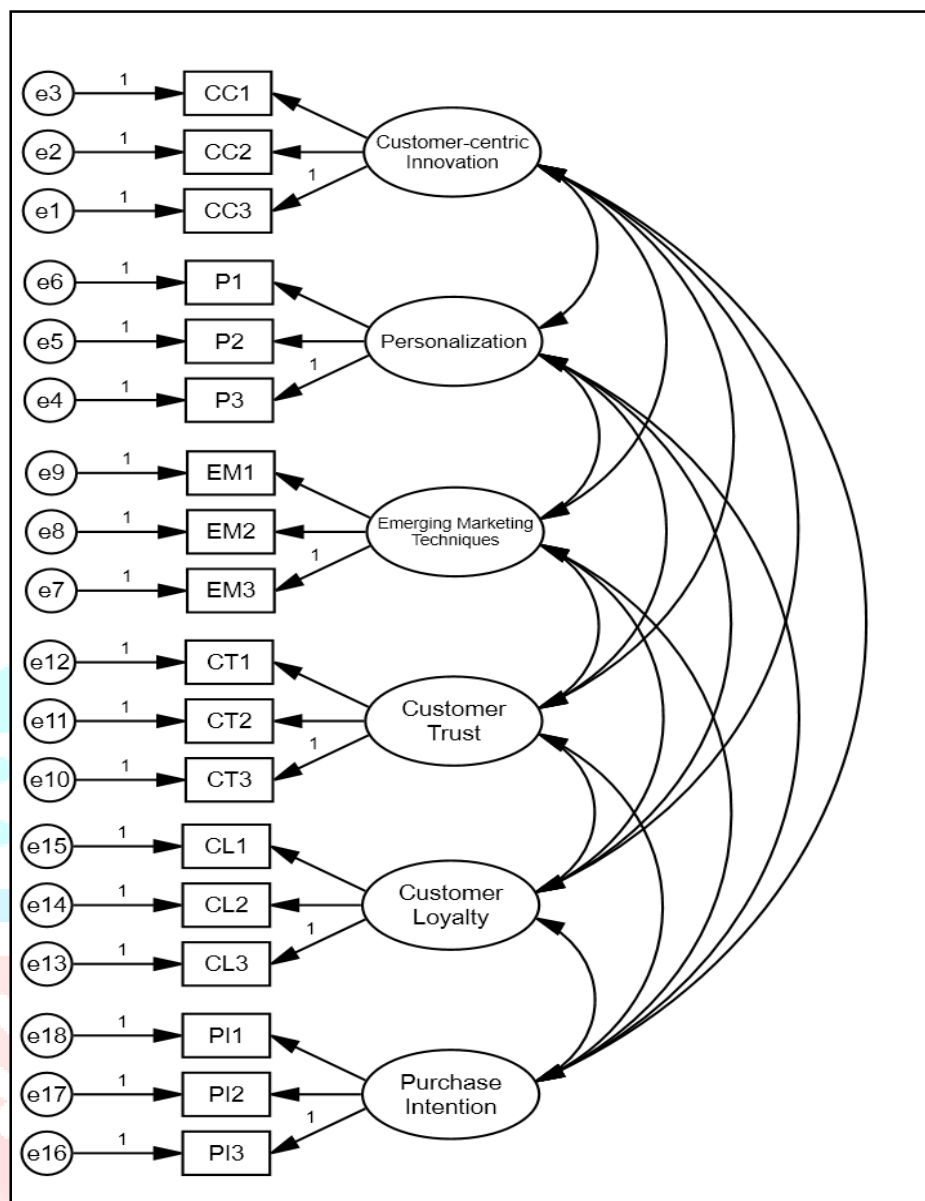 e3 1 CC1
e2 1 CC2
e1 1 CC3
1
Customer-centric
Innovation
e6 1 P1
e5 1 P2
e4 1 P3
1
Personalization
e9 1 EM1
e8 1 EM2
e7 1 EM3
1
Emerging Marketing
Techniques
e12 1 CT1
e11 1 CT2
e10 1 CT3
1
Customer
Trust
e15 1 CL1
e14 1 CL2
e13 1 CL3
1
Customer
Loyalty
e18 1 PI1
e17 1 PI2
e16 1 PI3
1
Purchase
Intention